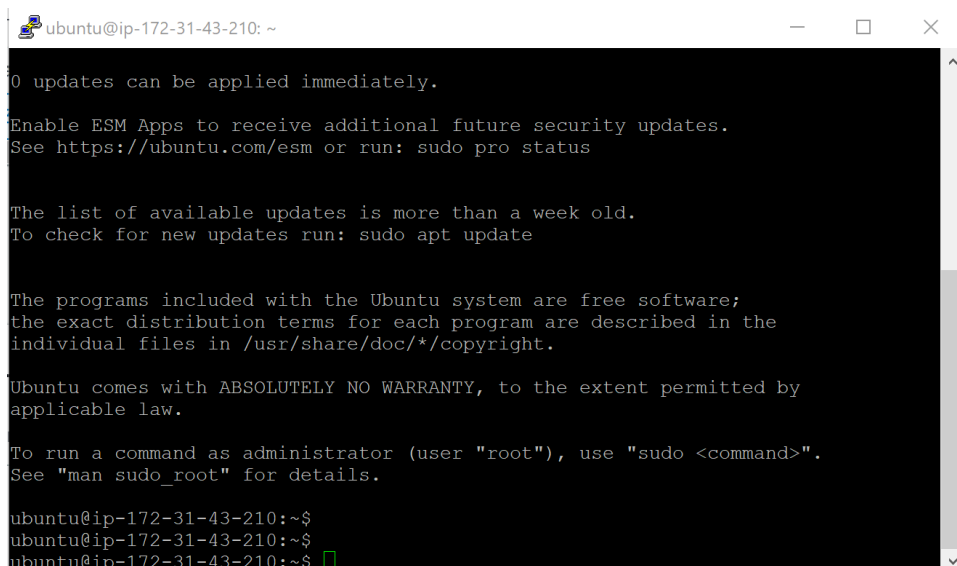 ubuntu@ip-172-31-43-210: ~
0 updates can be applied immediately.
Enable ESM Apps to receive additional future security updates.
See https://ubuntu.com/esm or run: sudo pro status
The list of available updates is more than a week old.
To check for new updates run: sudo apt update
The programs included with the Ubuntu system are free software;
the exact distribution terms for each program are described in the
individual files in /usr/share/doc/*/copyright.
Ubuntu comes with ABSOLUTELY NO WARRANTY, to the extent permitted by
applicable law.
To run a command as administrator (user "root"), use "sudo <command>".
See "man sudo_root" for details.
ubuntu@ip-172-31-43-210:~$
ubuntu@ip-172-31-43-210:~$
ubuntu@ip-172-31-43-210:~$